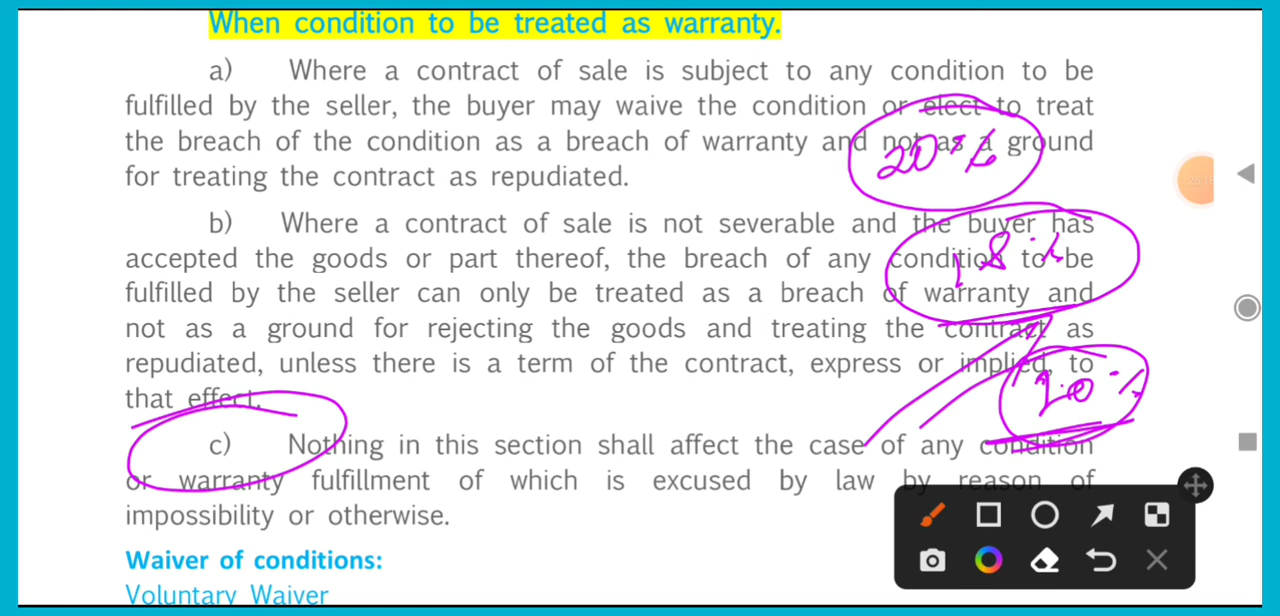 When condition to be treated as warranty.
a) Where a contract of sale is subject to any condition to be
fulfilled by the seller, the buyer may waive the condition or elect to treat
the breach of the condition as a breach of warranty and not as a ground
20%
for treating the contract as repudiated.
b) Where a contract of sale is not severable and the buyer has
accepted the goods or part thereof, the breach of any condition to be
18%
fulfilled by the seller can only be treated as a breach of warranty and
not as a ground for rejecting the goods and treating the contract as
repudiated, unless there is a term of the contract, express or implied, to
that effect.
c) Nothing in this section shall affect the case of any condition
or warranty fulfillment of which is excused by law by reason of
impossibility or otherwise.
Waiver of conditions:
Voluntary Waiver